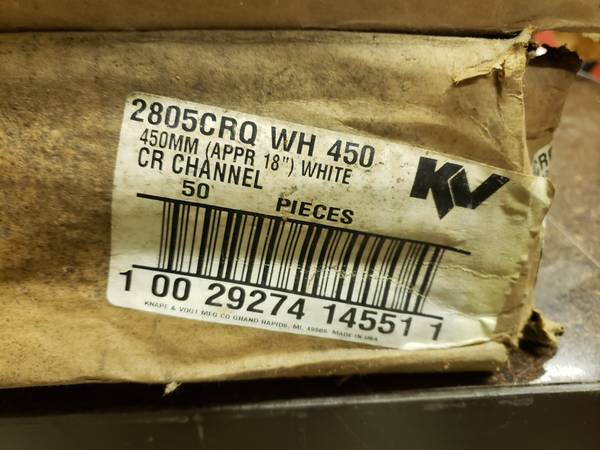 2805CRQ WH 450
450MM (APPR 18") WHITE
CR CHANNEL
50 PIECES
KV
1 00 29274 14551 1
KNAPE & VOGT MFG CO GRAND RAPIDS, MI. 49505 MADE IN USA